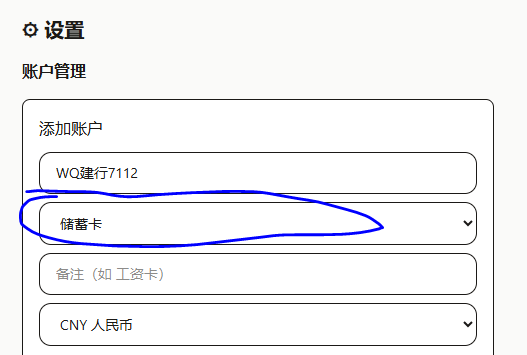 ⚙ 设置
账户管理
添加账户
WQ建行7112
储蓄卡
备注（如 工资卡）
CNY 人民币